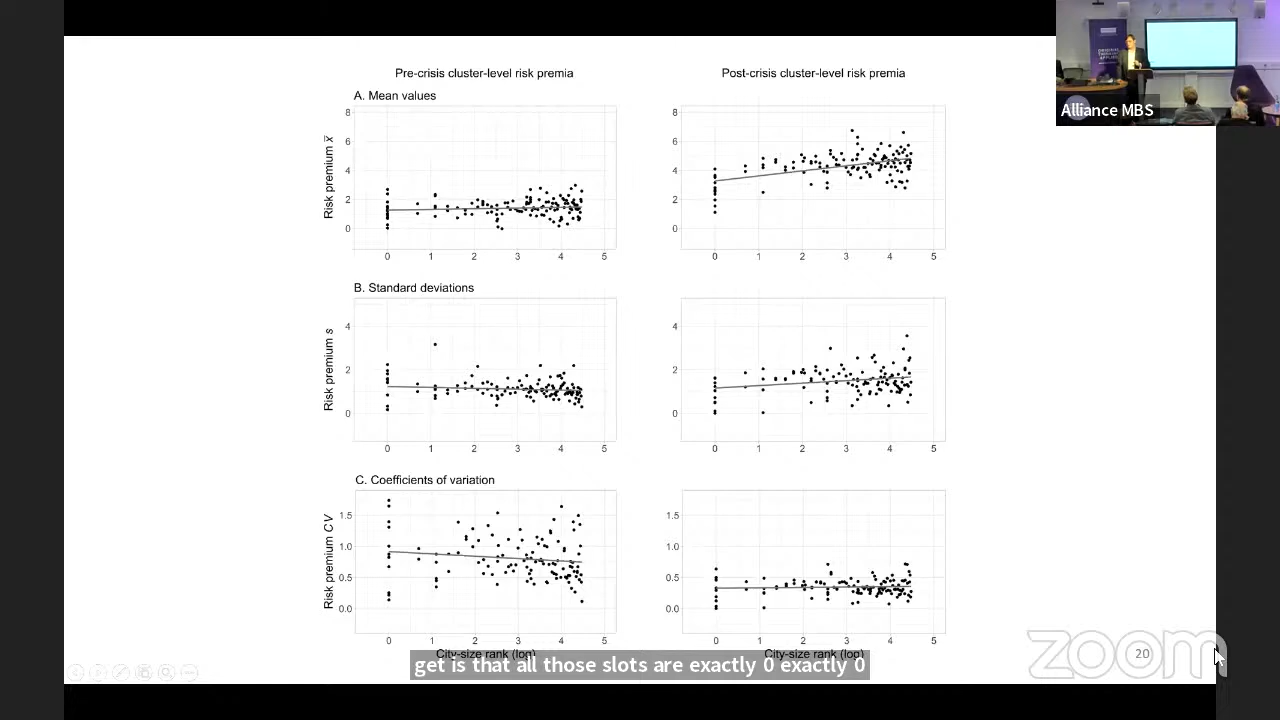 Pre-crisis cluster-level risk premia
Post-crisis cluster-level risk premia
Alliance MBS
A. Mean values
Risk premium x̄
8
6
4
2
0
0 1 2 3 4 5
8
6
4
2
0
0 1 2 3 4 5
B. Standard deviations
Risk premium s
4
2
0
0 1 2 3 4 5
4
2
0
0 1 2 3 4 5
C. Coefficients of variation
Risk premium CV
1.5
1.0
0.5
0.0
0 1 2 3 4 5
City-size rank (log)
1.5
1.0
0.5
0.0
0 1 2 3 4 5
City-size rank (log)
get is that all those slots are exactly 0 exactly 0
20
zoom